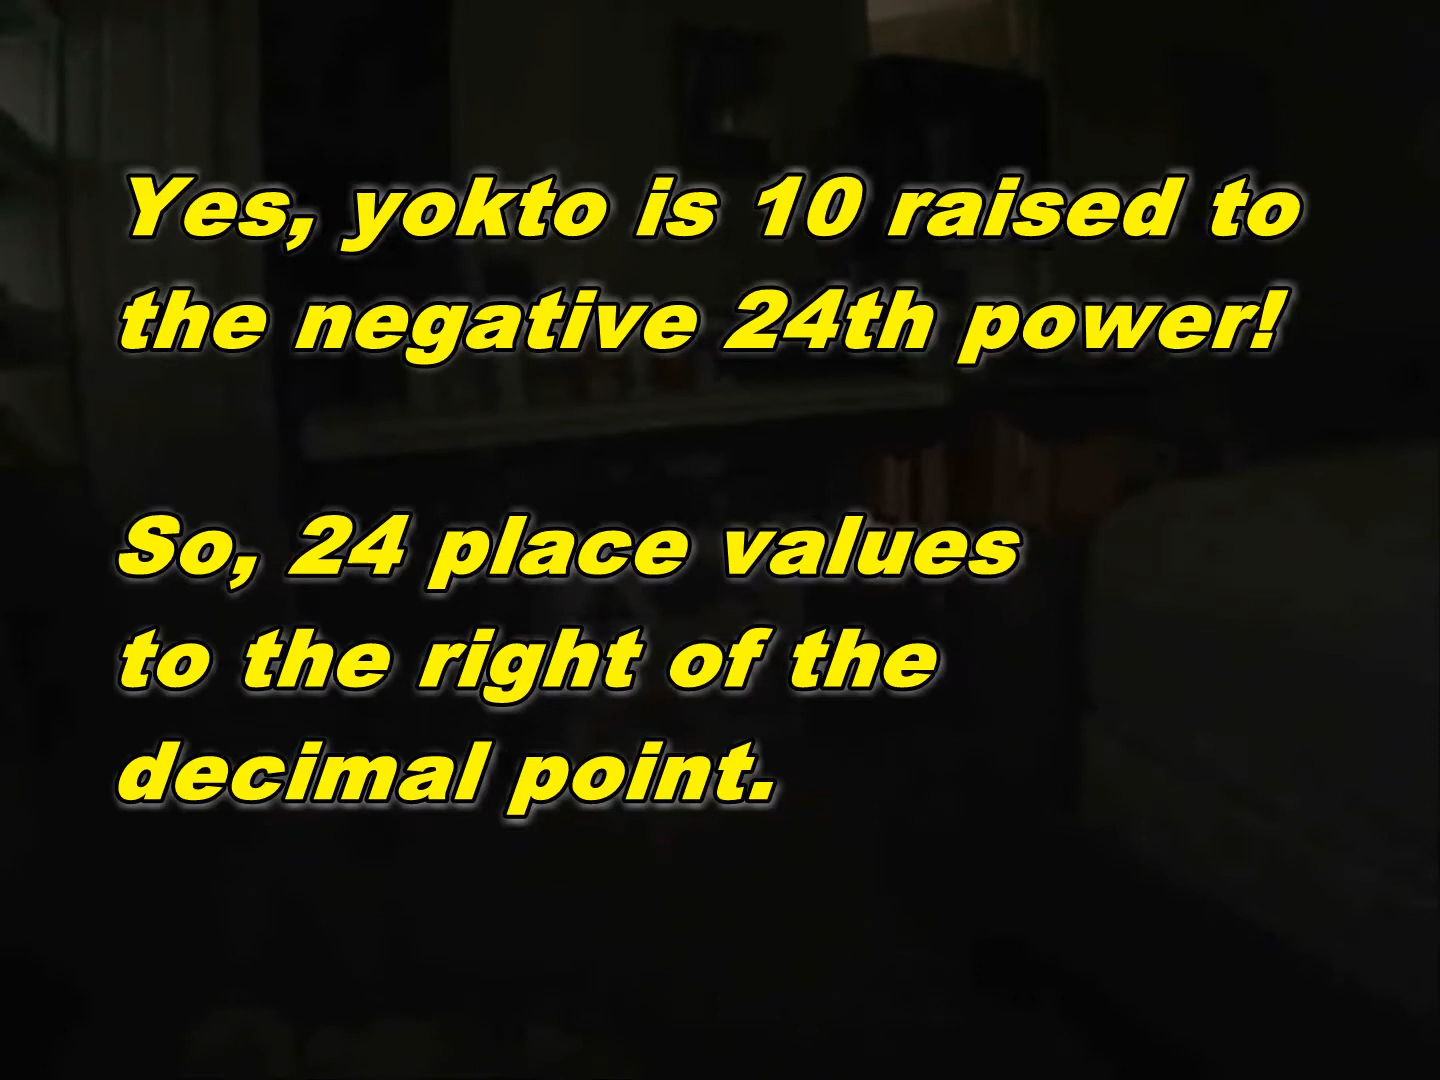 Yes, yokto is 10 raised to
the negative 24th power!
So, 24 place values
to the right of the
decimal point.